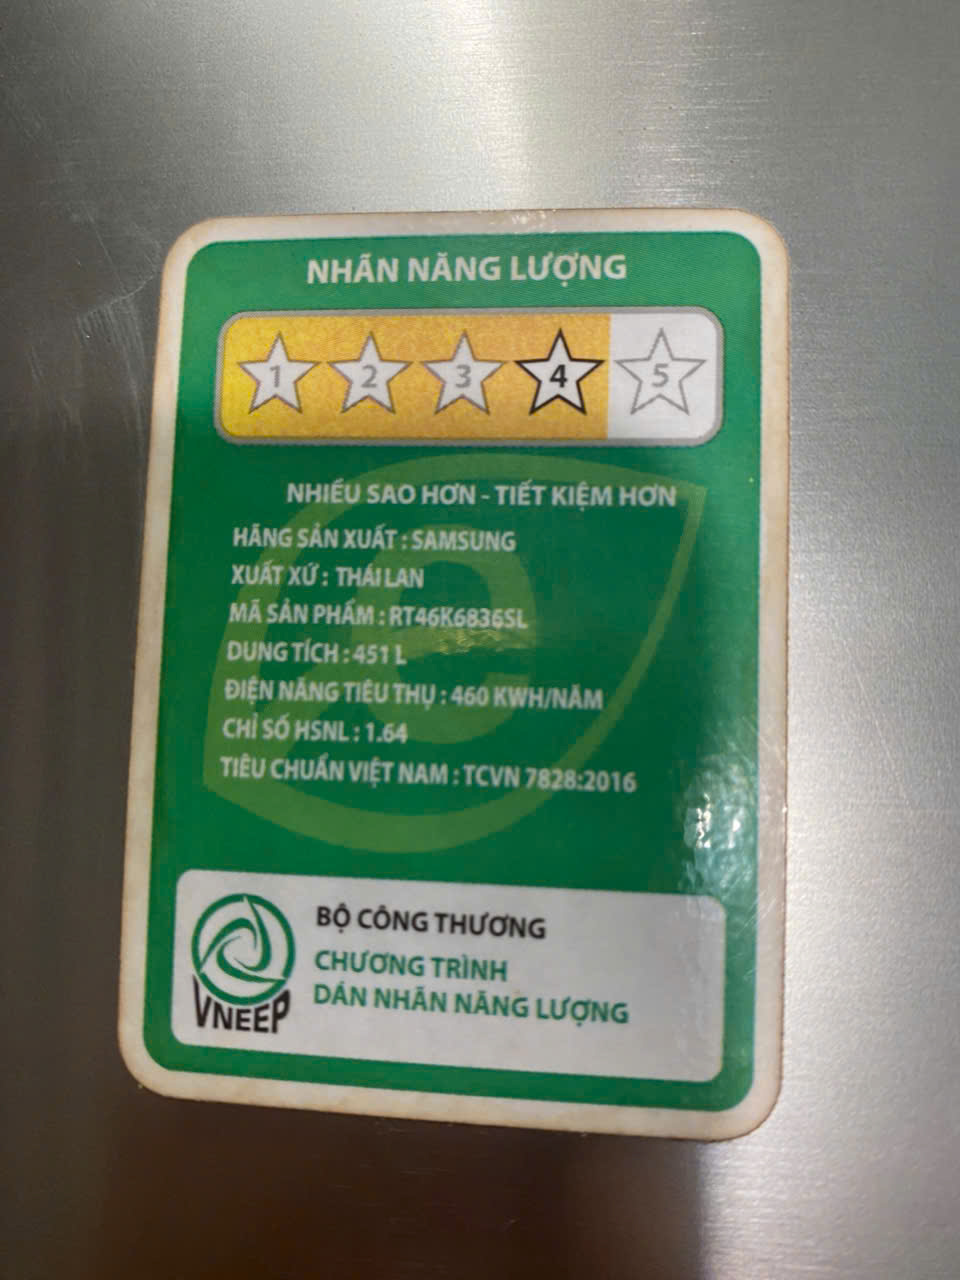 NHÃN NĂNG LƯỢNG
1 2 3 4 5
NHIỀU SAO HƠN - TIẾT KIỆM HƠN
HÃNG SẢN XUẤT : SAMSUNG
XUẤT XỨ : THÁI LAN
MÃ SẢN PHẨM : RT46K6836SL
DUNG TÍCH : 451 L
ĐIỆN NĂNG TIÊU THỤ : 460 KWH/NĂM
CHỈ SỐ HSNL : 1.64
TIÊU CHUẨN VIỆT NAM : TCVN 7828:2016
BỘ CÔNG THƯƠNG
CHƯƠNG TRÌNH
DÁN NHÃN NĂNG LƯỢNG
VNEEP